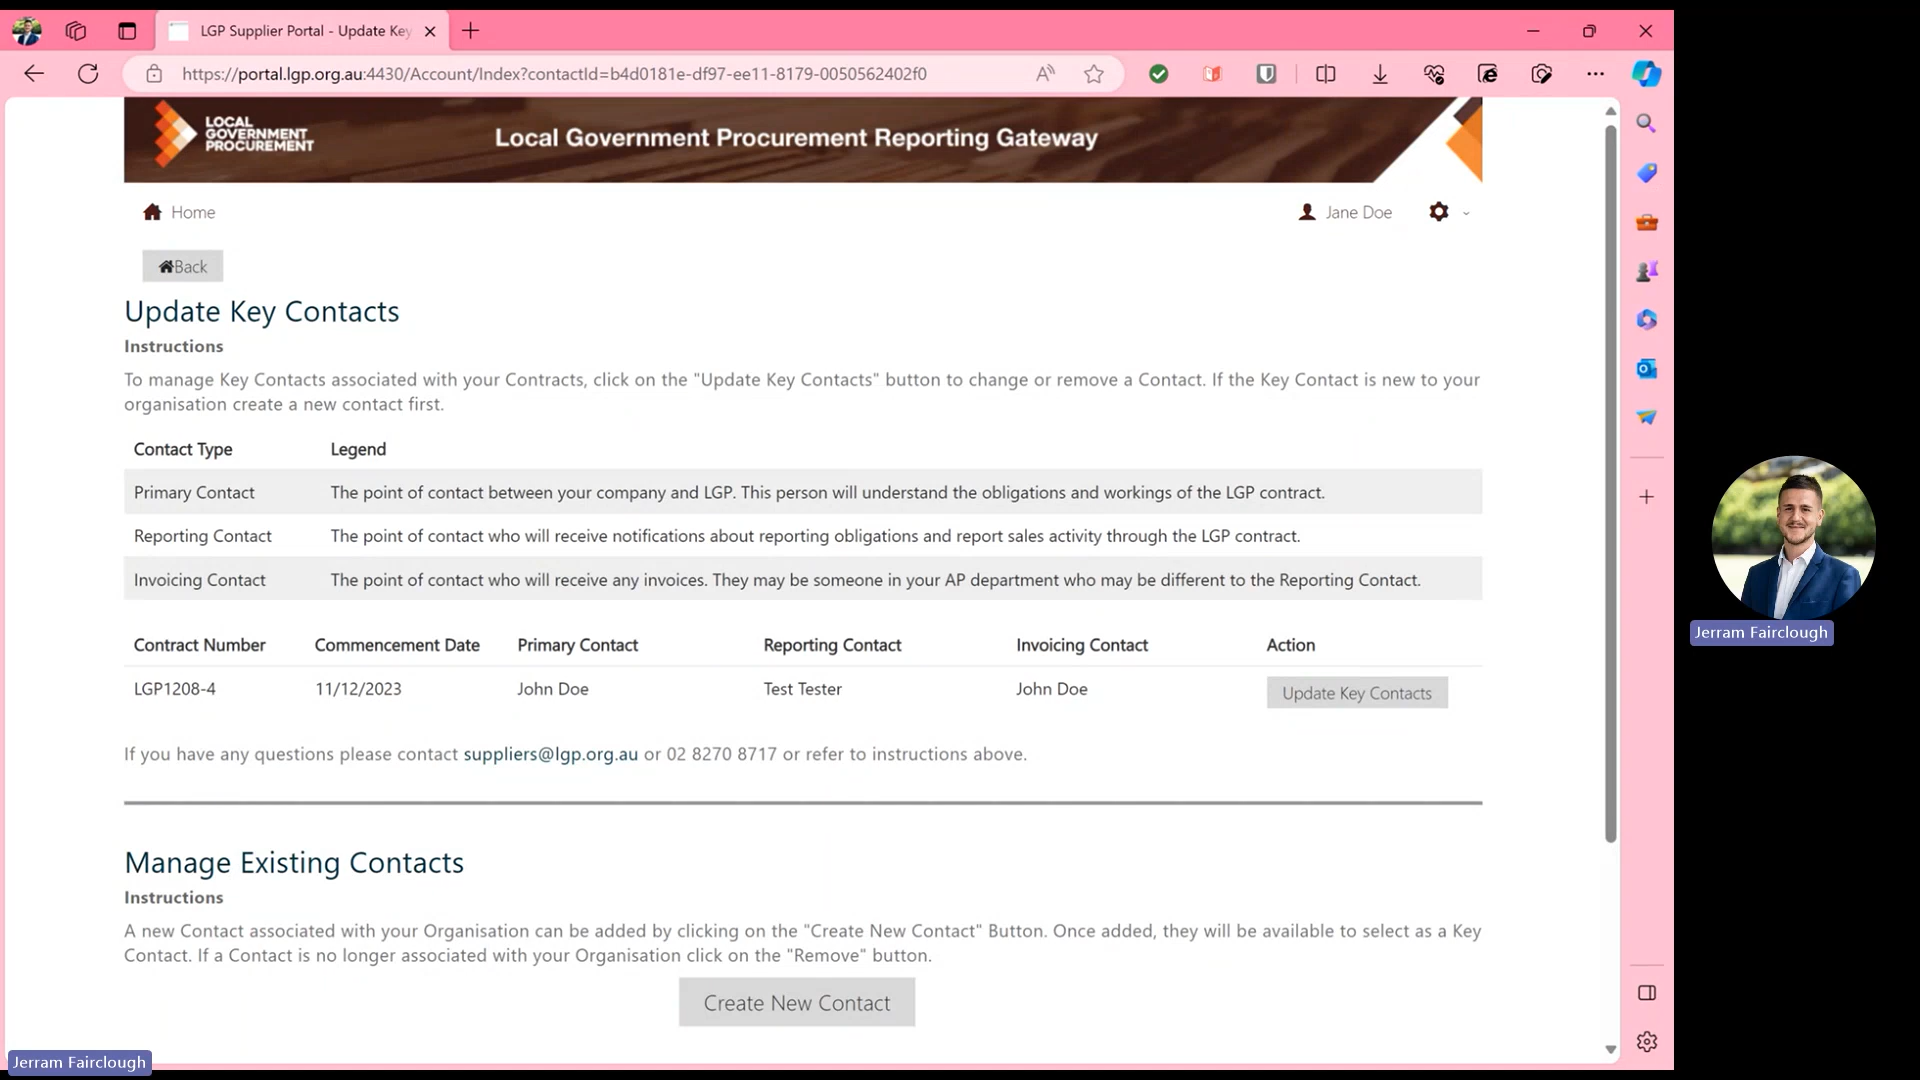 LGP Supplier Portal - Update Key
https://portal.lgp.org.au:4430/Account/Index?contactId=b4d0181e-df97-ee11-8179-0050562402f0
LOCAL
GOVERNMENT
PROCUREMENT
Local Government Procurement Reporting Gateway
Home
Jane Doe
Back
Update Key Contacts
Instructions
To manage Key Contacts associated with your Contracts, click on the "Update Key Contacts" button to change or remove a Contact. If the Key Contact is new to your
organisation create a new contact first.
Contact Type Legend
Primary Contact The point of contact between your company and LGP. This person will understand the obligations and workings of the LGP contract.
Reporting Contact The point of contact who will receive notifications about reporting obligations and report sales activity through the LGP contract.
Invoicing Contact The point of contact who will receive any invoices. They may be someone in your AP department who may be different to the Reporting Contact.
Contract Number Commencement Date Primary Contact Reporting Contact Invoicing Contact Action
LGP1208-4 11/12/2023 John Doe Test Tester John Doe Update Key Contacts
If you have any questions please contact suppliers@lgp.org.au or 02 8270 8717 or refer to instructions above.
Manage Existing Contacts
Instructions
A new Contact associated with your Organisation can be added by clicking on the "Create New Contact" Button. Once added, they will be available to select as a Key
Contact. If a Contact is no longer associated with your Organisation click on the "Remove" button.
Create New Contact
Jerram Fairclough
Jerram Fairclough